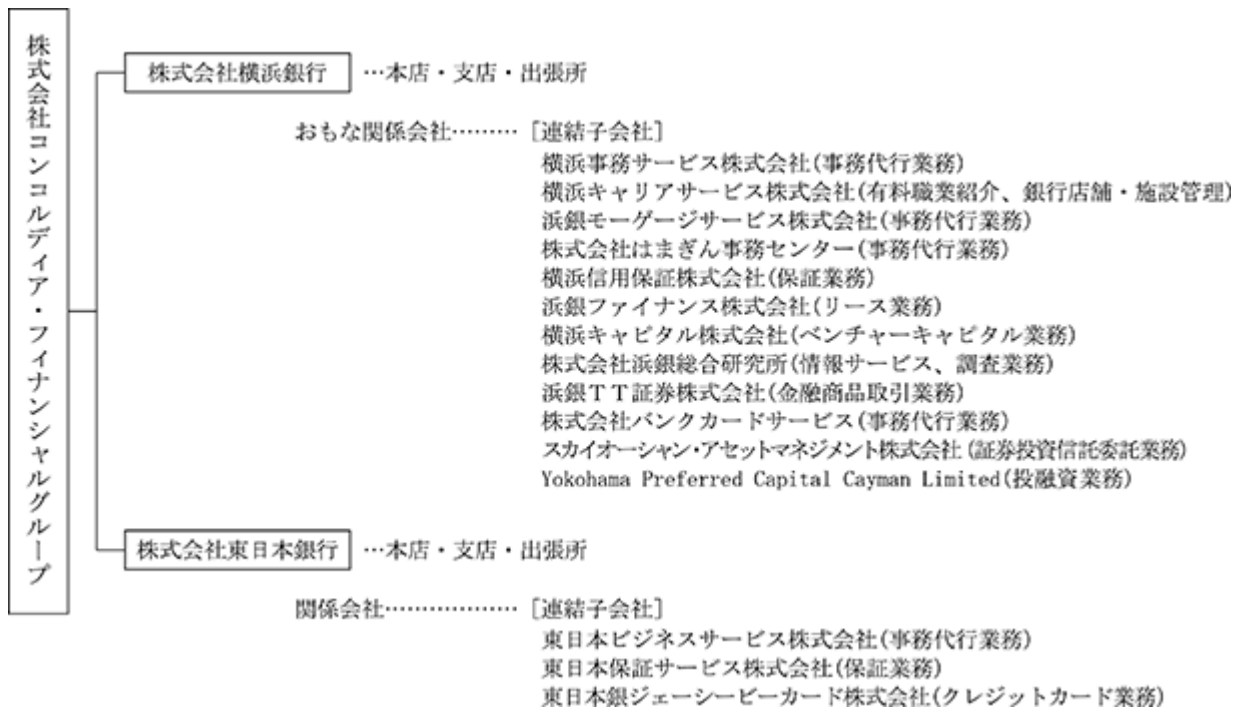 株式会社コンコルディア・フィナンシャルグループ
株式会社横浜銀行 …本店・支店・出張所
おもな関係会社……… [連結子会社]
横浜事務サービス株式会社(事務代行業務)
横浜キャリアサービス株式会社(有料職業紹介、銀行店舗・施設管理)
浜銀モーゲージサービス株式会社(事務代行業務)
株式会社はまぎん事務センター(事務代行業務)
横浜信用保証株式会社(保証業務)
浜銀ファイナンス株式会社(リース業務)
横浜キャピタル株式会社(ベンチャーキャピタル業務)
株式会社浜銀総合研究所(情報サービス、調査業務)
浜銀TT証券株式会社(金融商品取引業務)
株式会社バンクカードサービス(事務代行業務)
スカイオーシャン・アセットマネジメント株式会社(証券投資信託委託業務)
Yokohama Preferred Capital Cayman Limited(投融資業務)
株式会社東日本銀行 …本店・支店・出張所
関係会社……………… [連結子会社]
東日本ビジネスサービス株式会社(事務代行業務)
東日本保証サービス株式会社(保証業務)
東日本銀ジェーシービーカード株式会社(クレジットカード業務)